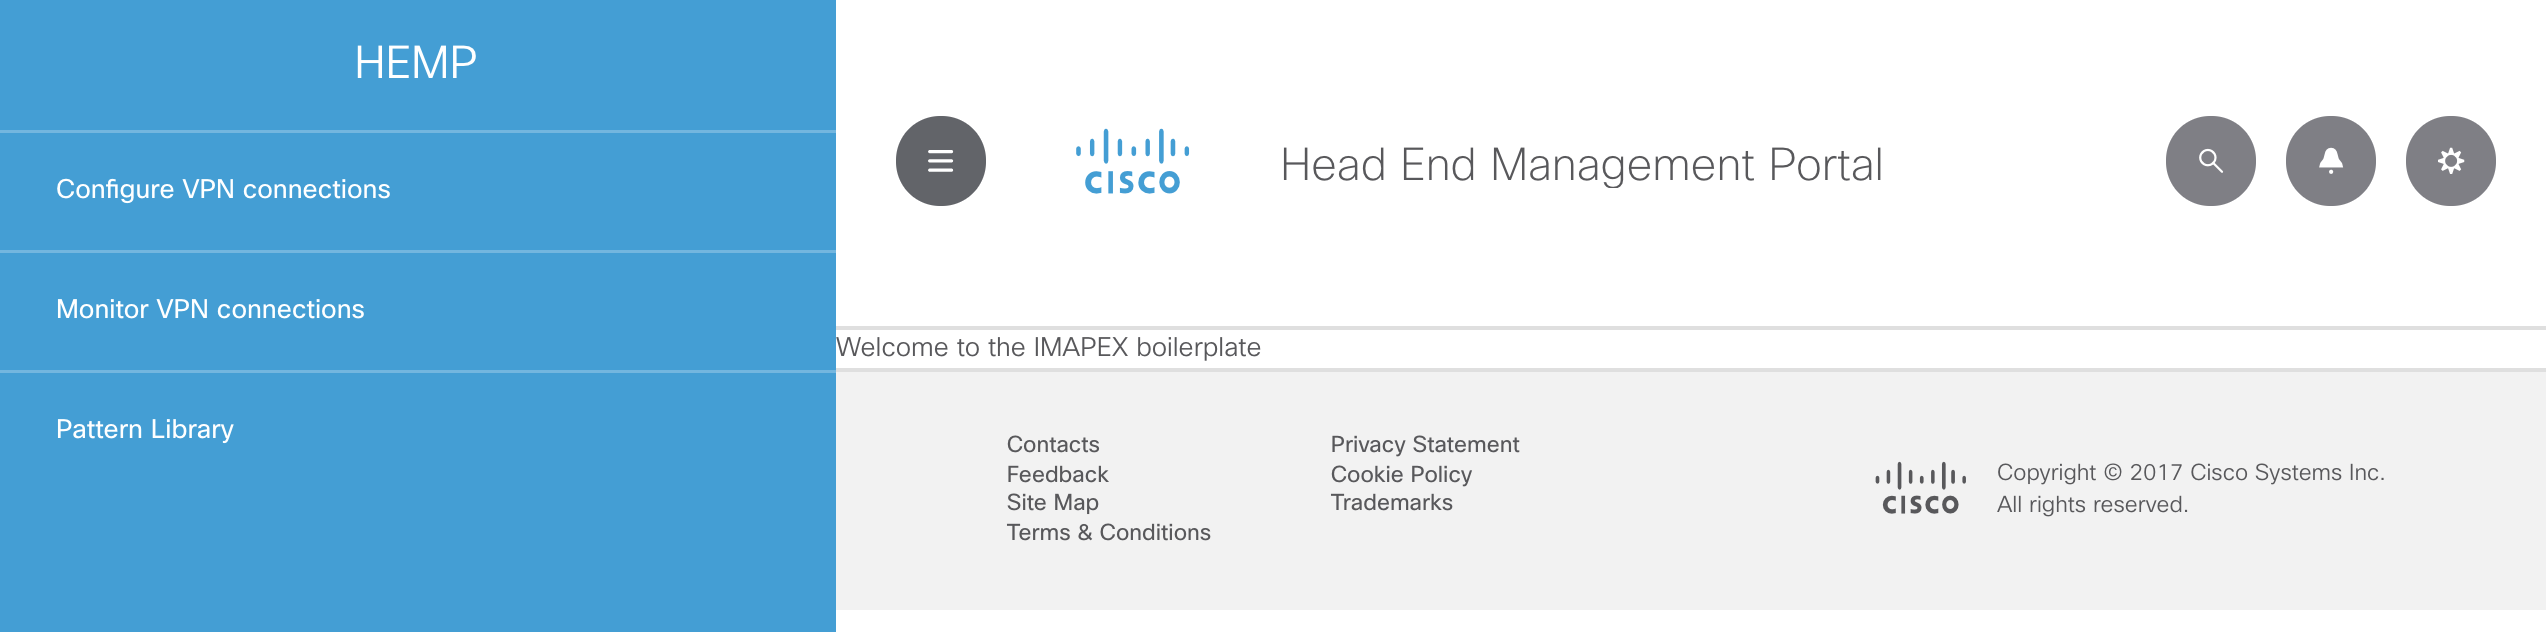 HEMP
Configure VPN connections
Monitor VPN connections
Pattern Library
CISCO
Head End Management Portal
Welcome to the IMAPEX boilerplate
Contacts
Feedback
Site Map
Terms & Conditions
Privacy Statement
Cookie Policy
Trademarks
CISCO
Copyright © 2017 Cisco Systems Inc.
All rights reserved.